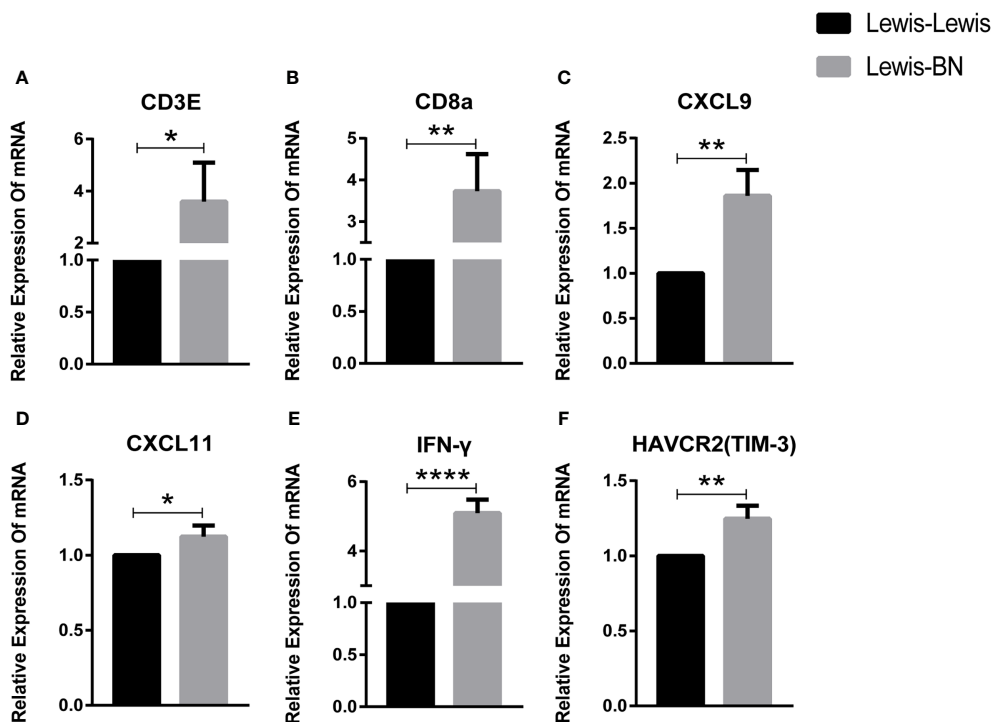 Lewis-Lewis
Lewis-BN
A
CD3E
Relative Expression Of mRNA
6
4
2
1.0
0.5
0.0
*
B
CD8a
Relative Expression Of mRNA
5
4
3
1.0
0.5
0.0
**
C
CXCL9
Relative Expression Of mRNA
2.5
2.0
1.5
1.0
0.5
0.0
**
D
CXCL11
Relative Expression Of mRNA
1.5
1.0
0.5
0.0
*
E
IFN-γ
Relative Expression Of mRNA
6
4
1.0
0.5
0.0
****
F
HAVCR2(TIM-3)
Relative Expression Of mRNA
1.5
1.0
0.5
0.0
**